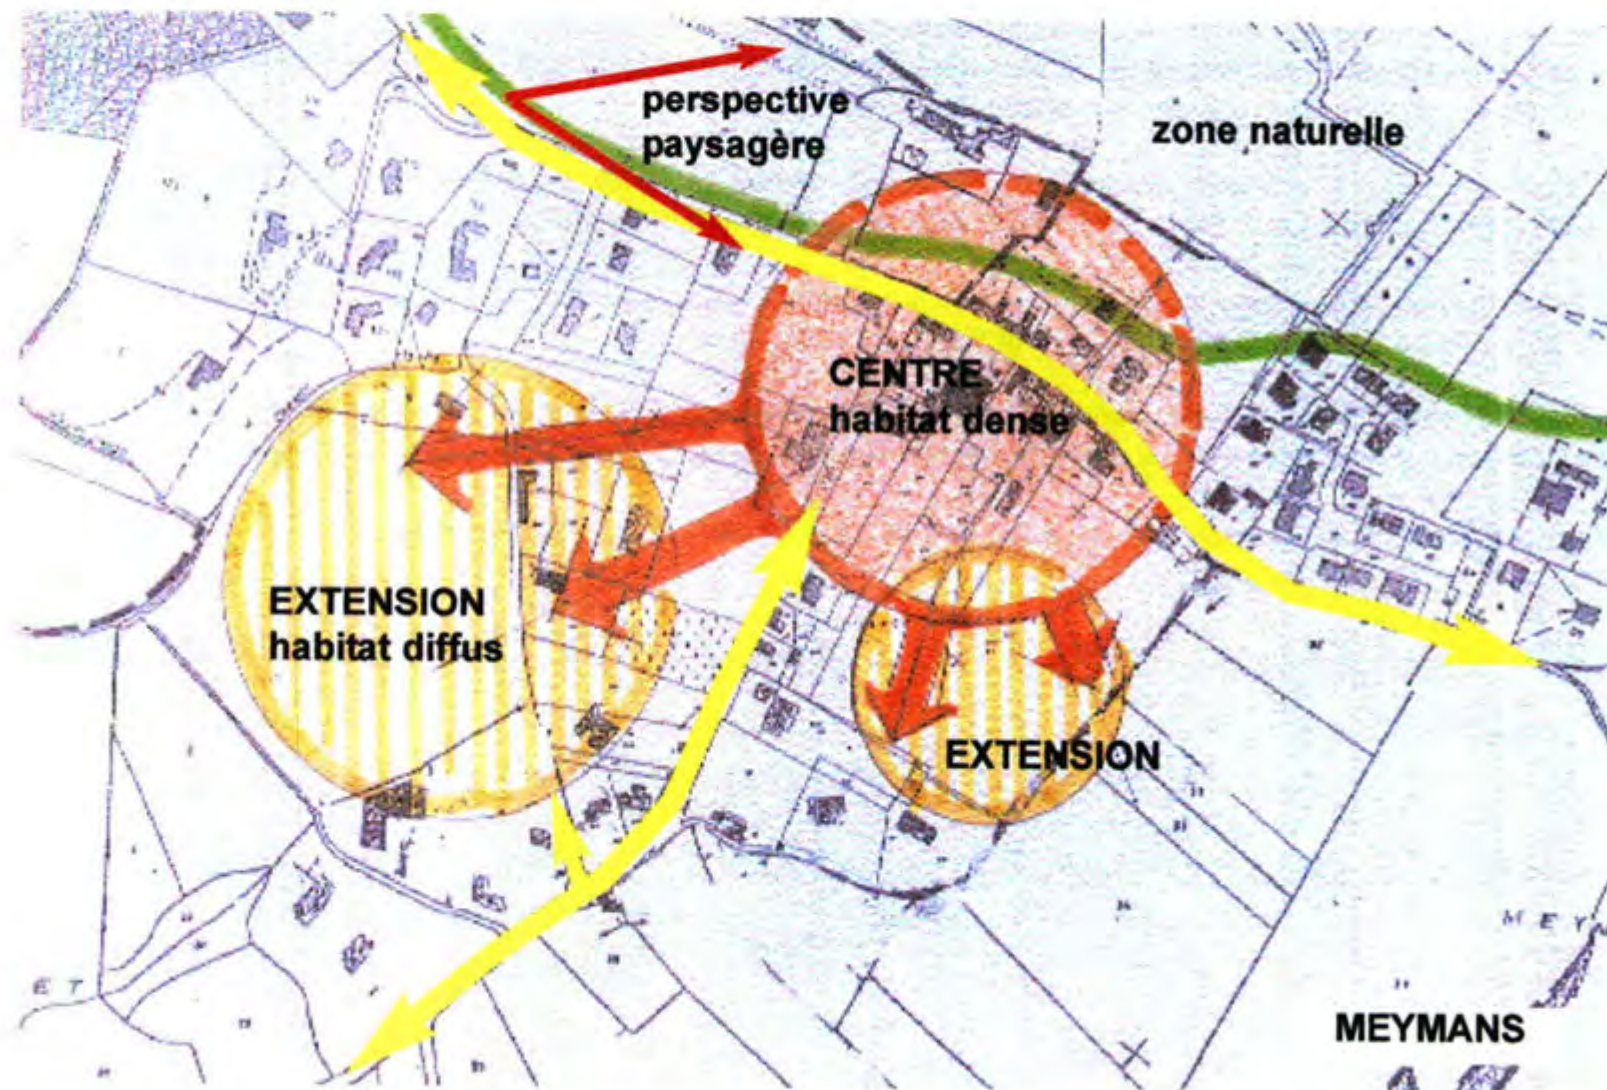 perspective
paysagère
zone naturelle
CENTRE
habitat dense
EXTENSION
habitat diffus
EXTENSION
M E Y
E T
MEYMANS